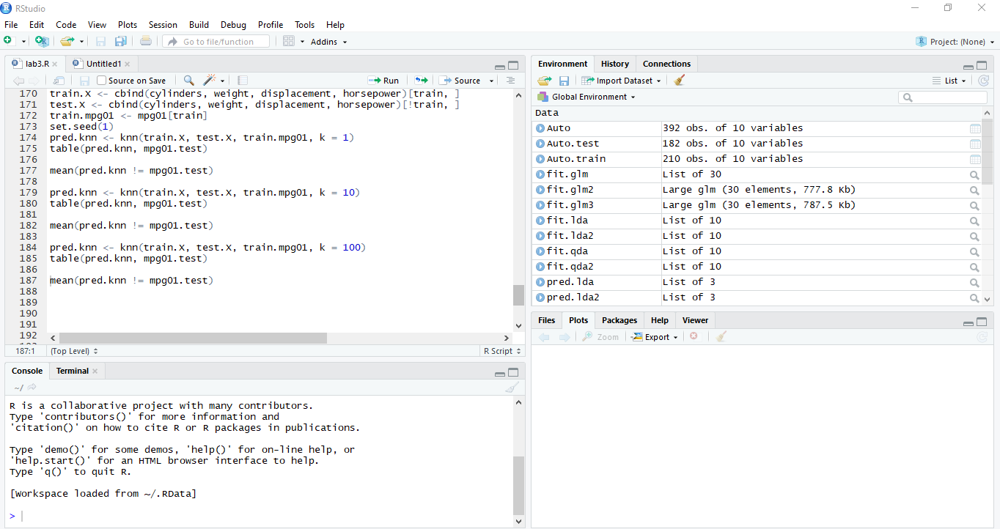 RStudio
File Edit Code View Plots Session Build Debug Profile Tools Help
Go to file/function Addins Project: (None)
lab3.R Untitled1
Source on Save Run Source
170 train.X <- cbind(cylinders, weight, displacement, horsepower)[train, ]
171 test.X <- cbind(cylinders, weight, displacement, horsepower)[!train, ]
172 train.mpg01 <- mpg01[train]
173 set.seed(1)
174 pred.knn <- knn(train.X, test.X, train.mpg01, k = 1)
175 table(pred.knn, mpg01.test)
176
177 mean(pred.knn != mpg01.test)
178
179 pred.knn <- knn(train.X, test.X, train.mpg01, k = 10)
180 table(pred.knn, mpg01.test)
181
182 mean(pred.knn != mpg01.test)
183
184 pred.knn <- knn(train.X, test.X, train.mpg01, k = 100)
185 table(pred.knn, mpg01.test)
186
187 mean(pred.knn != mpg01.test)
188
189
190
191
192
187:1 (Top Level) R Script
Console Terminal
~/
R is a collaborative project with many contributors.
Type 'contributors()' for more information and
'citation()' on how to cite R or R packages in publications.
Type 'demo()' for some demos, 'help()' for on-line help, or
'help.start()' for an HTML browser interface to help.
Type 'q()' to quit R.
[Workspace loaded from ~/.RData]
>
Environment History Connections
Import Dataset List
Global Environment
Data
Auto 392 obs. of 10 variables
Auto.test 182 obs. of 10 variables
Auto.train 210 obs. of 10 variables
fit.glm List of 30
fit.glm2 Large glm (30 elements, 777.8 Kb)
fit.glm3 Large glm (30 elements, 787.5 Kb)
fit.lda List of 10
fit.lda2 List of 10
fit.qda List of 10
fit.qda2 List of 10
pred.lda List of 3
pred.lda2 List of 3
Files Plots Packages Help Viewer
Zoom Export